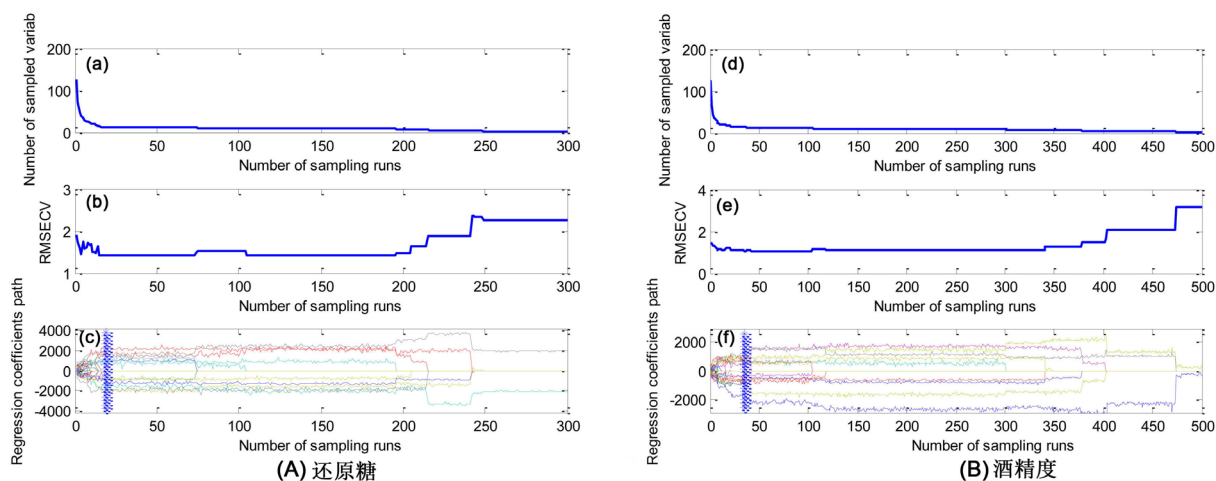 Number of sampled variab
200
100
0
(a)
0 50 100 150 200 250 300
Number of sampling runs
RMSECV
3
2
1
(b)
0 50 100 150 200 250 300
Number of sampling runs
Regression coefficients path
4000
2000
0
-2000
-4000
(c)
0 50 100 150 200 250 300
Number of sampling runs
(A) 还原糖
Number of sampled variab
200
100
0
(d)
0 50 100 150 200 250 300 350 400 450 500
Number of sampling runs
RMSECV
4
2
0
(e)
0 50 100 150 200 250 300 350 400 450 500
Number of sampling runs
Regression coefficients path
2000
0
-2000
(f)
0 50 100 150 200 250 300 350 400 450 500
Number of sampling runs
(B) 酒精度